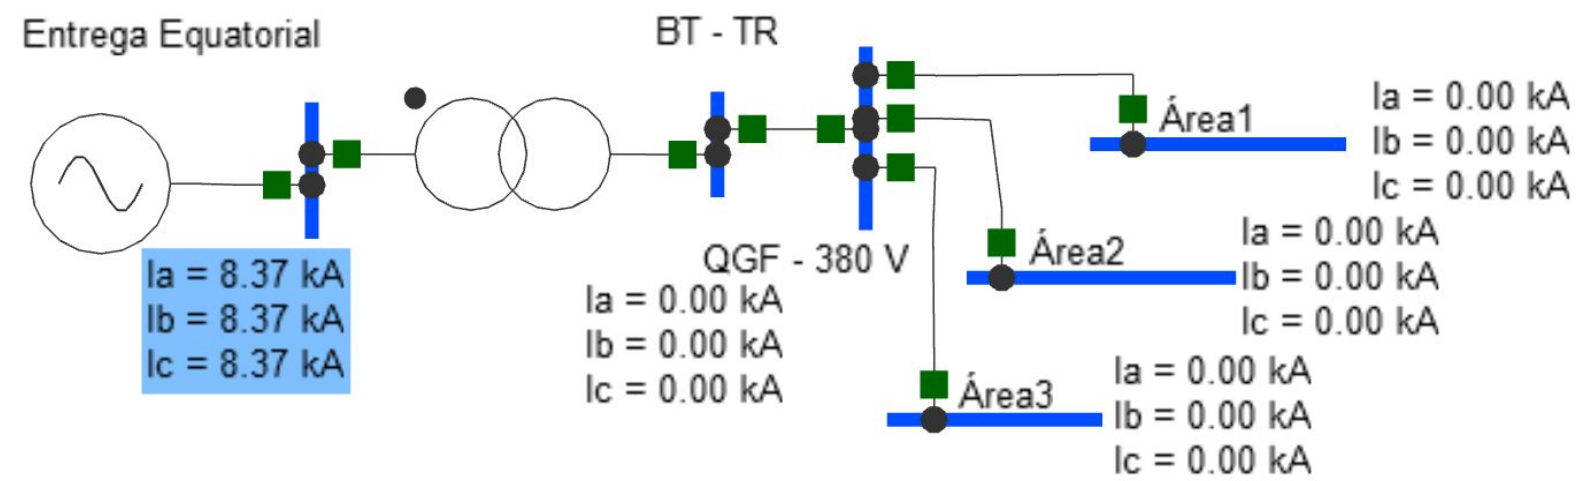 Entrega Equatorial
BT - TR
Ia = 8.37 kA
Ib = 8.37 kA
Ic = 8.37 kA
QGF - 380 V
Ia = 0.00 kA
Ib = 0.00 kA
Ic = 0.00 kA
Área1
Ia = 0.00 kA
Ib = 0.00 kA
Ic = 0.00 kA
Área2
Ia = 0.00 kA
Ib = 0.00 kA
Ic = 0.00 kA
Área3
Ia = 0.00 kA
Ib = 0.00 kA
Ic = 0.00 kA